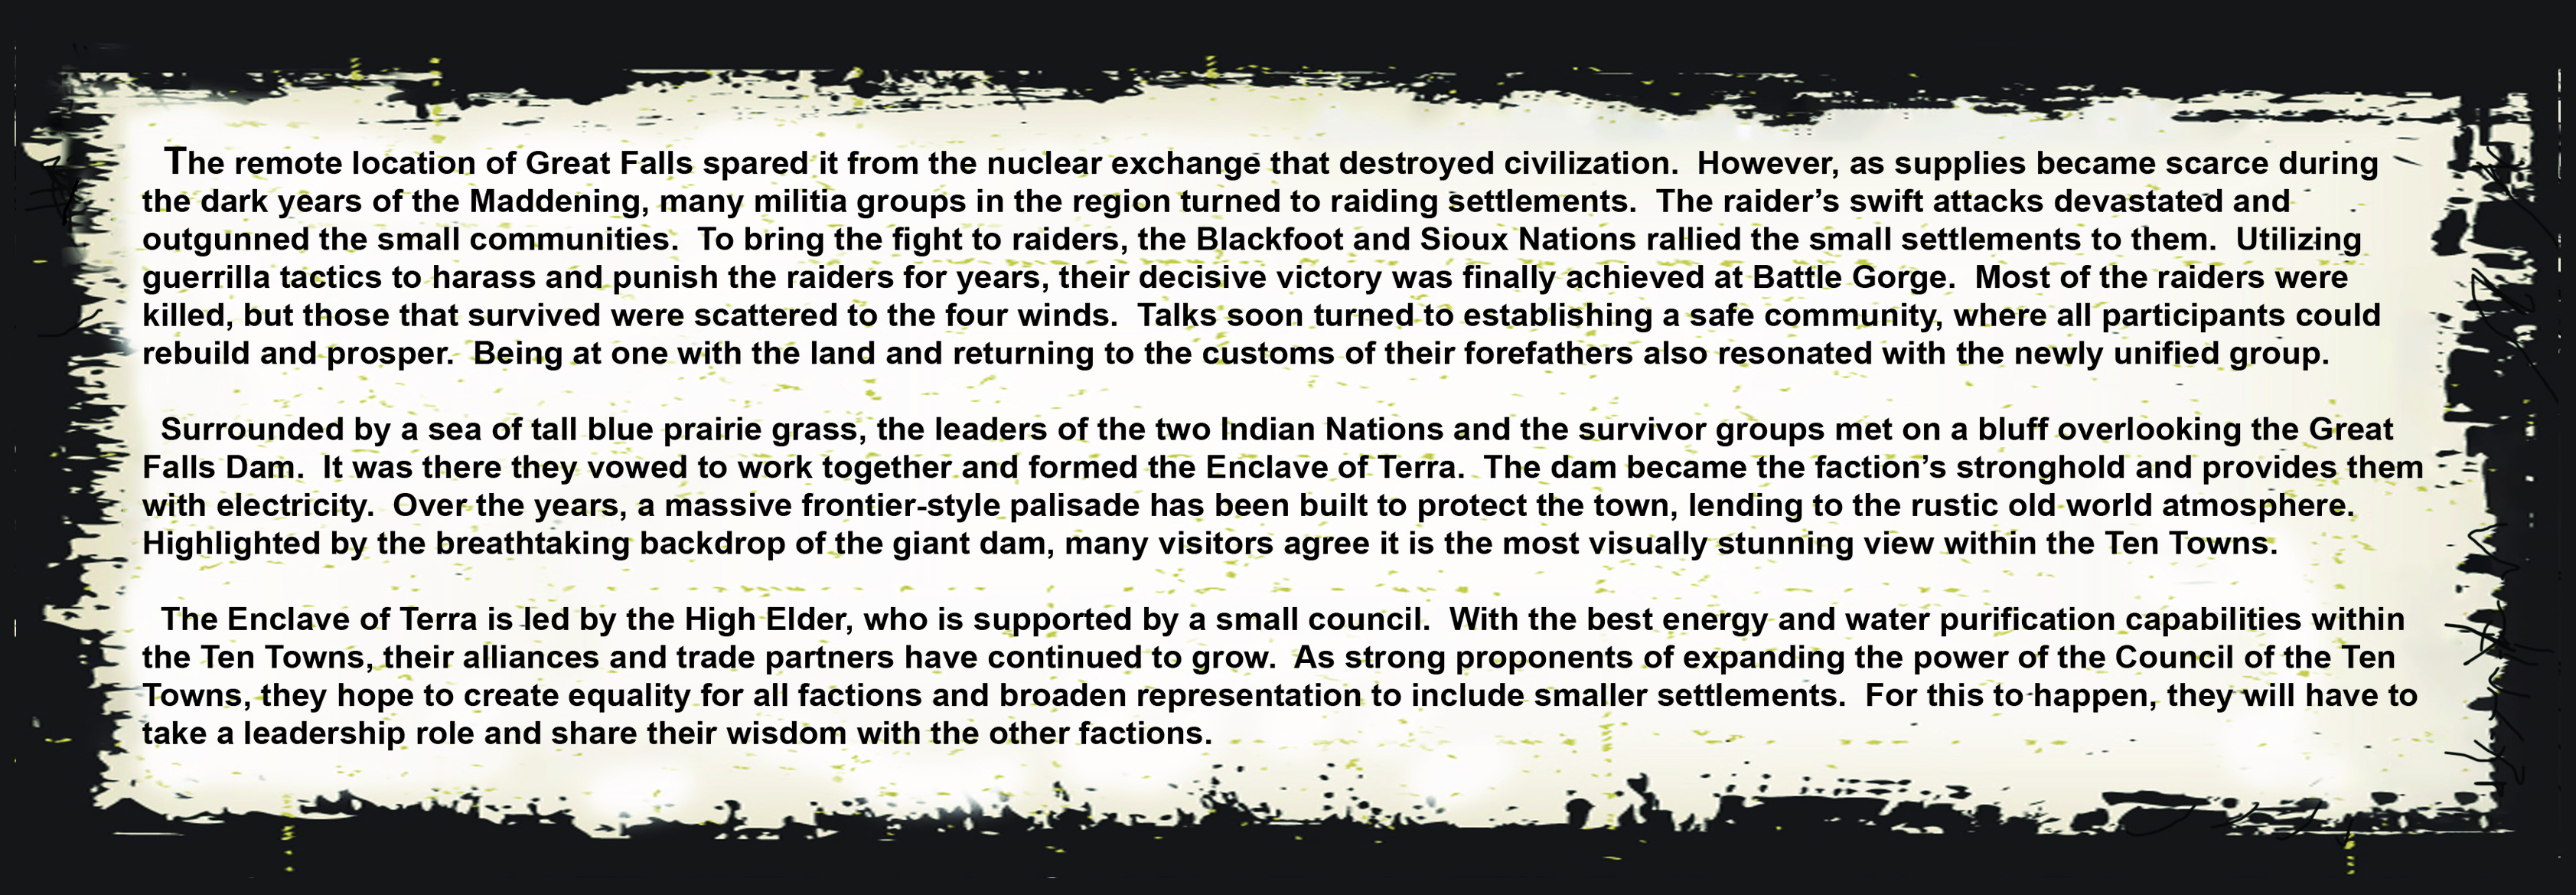 The remote location of Great Falls spared it from the nuclear exchange that destroyed civilization.  However, as supplies became scarce during
the dark years of the Maddening, many militia groups in the region turned to raiding settlements.  The raider’s swift attacks devastated and
outgunned the small communities.  To bring the fight to raiders, the Blackfoot and Sioux Nations rallied the small settlements to them.  Utilizing
guerrilla tactics to harass and punish the raiders for years, their decisive victory was finally achieved at Battle Gorge.  Most of the raiders were
killed, but those that survived were scattered to the four winds.  Talks soon turned to establishing a safe community, where all participants could
rebuild and prosper.  Being at one with the land and returning to the customs of their forefathers also resonated with the newly unified group.

Surrounded by a sea of tall blue prairie grass, the leaders of the two Indian Nations and the survivor groups met on a bluff overlooking the Great
Falls Dam.  It was there they vowed to work together and formed the Enclave of Terra.  The dam became the faction’s stronghold and provides them
with electricity.  Over the years, a massive frontier-style palisade has been built to protect the town, lending to the rustic old world atmosphere.
Highlighted by the breathtaking backdrop of the giant dam, many visitors agree it is the most visually stunning view within the Ten Towns.

The Enclave of Terra is led by the High Elder, who is supported by a small council.  With the best energy and water purification capabilities within
the Ten Towns, their alliances and trade partners have continued to grow.  As strong proponents of expanding the power of the Council of the Ten
Towns, they hope to create equality for all factions and broaden representation to include smaller settlements.  For this to happen, they will have to
take a leadership role and share their wisdom with the other factions.